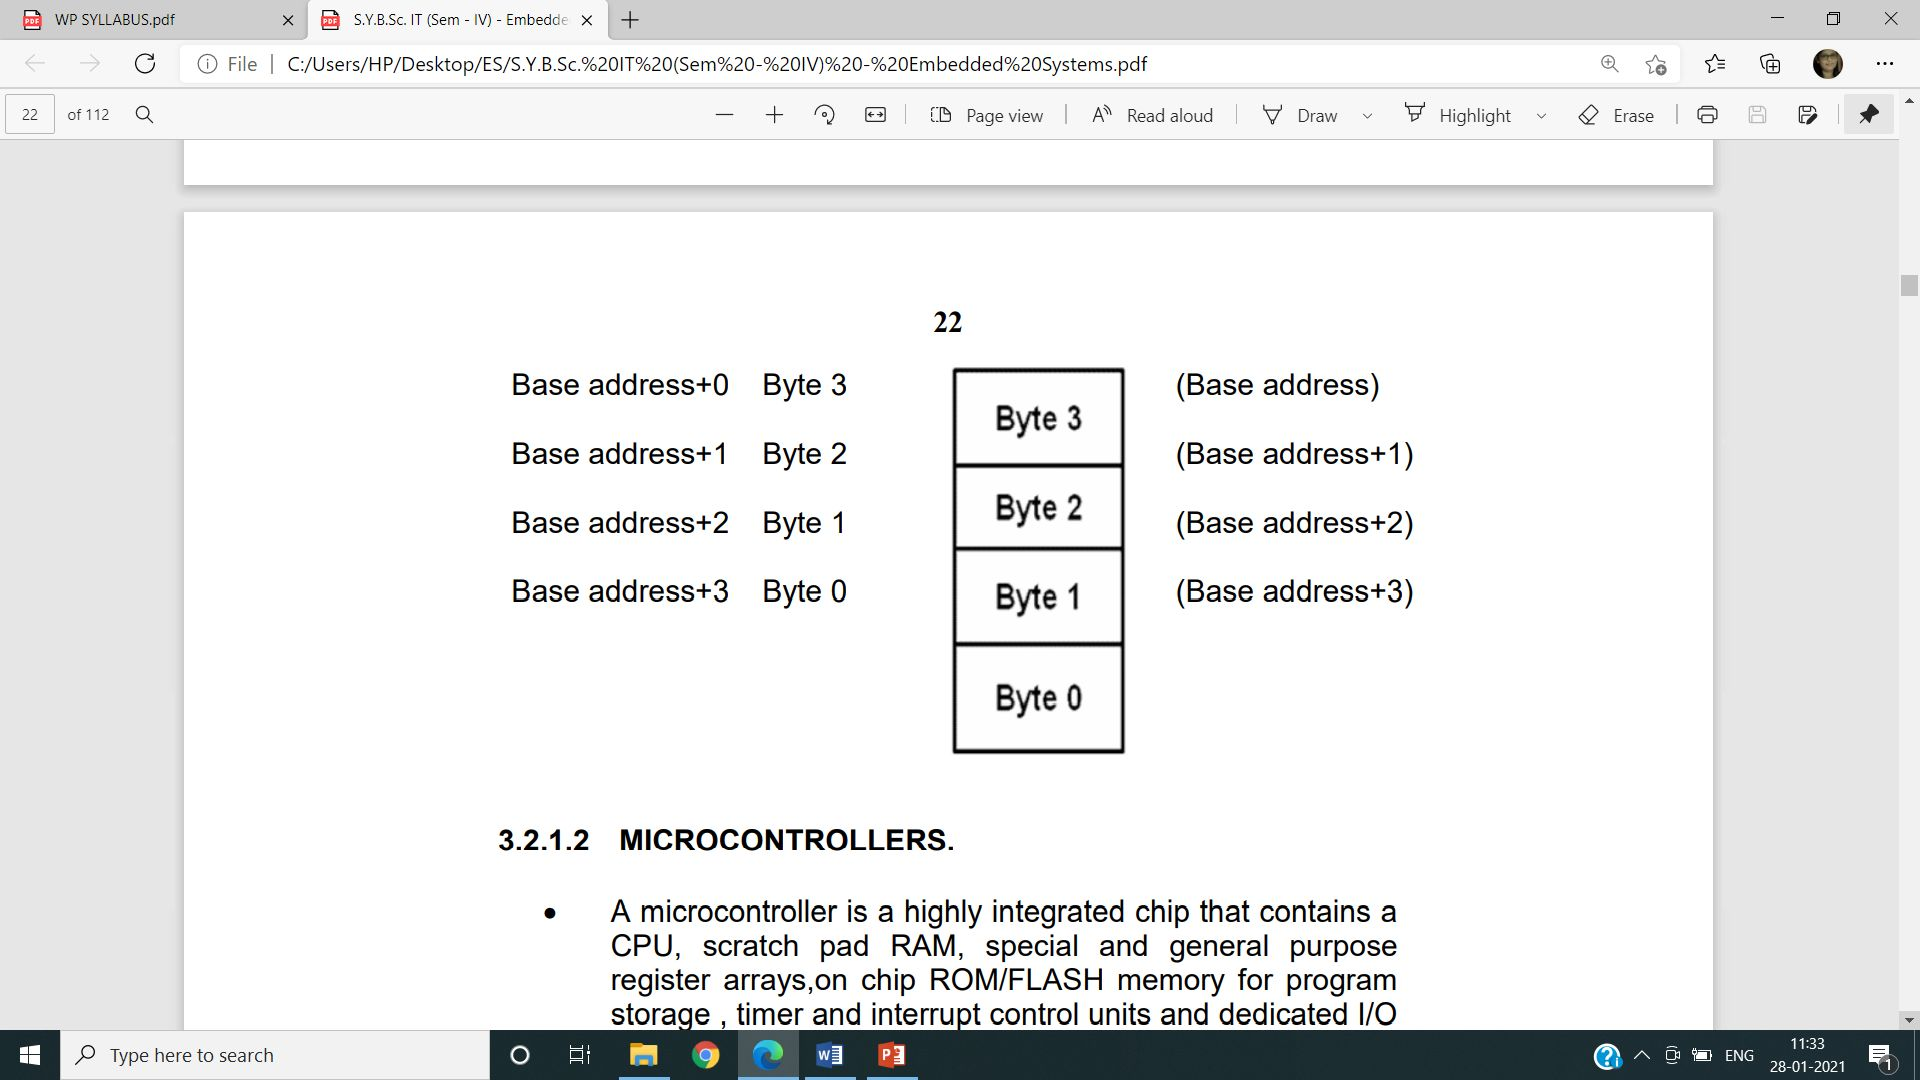 WP SYLLABUS.pdf
S.Y.B.Sc. IT (Sem - IV) - Embedde
File
C:/Users/HP/Desktop/ES/S.Y.B.Sc.%20IT%20(Sem%20-%20IV)%20-%20Embedded%20Systems.pdf
22 of 112
Page view
Read aloud
Draw
Highlight
Erase
22
Base address+0 Byte 3 Byte 3 (Base address)
Base address+1 Byte 2 Byte 2 (Base address+1)
Base address+2 Byte 1 Byte 1 (Base address+2)
Base address+3 Byte 0 Byte 0 (Base address+3)
3.2.1.2 MICROCONTROLLERS.
• A microcontroller is a highly integrated chip that contains a
CPU, scratch pad RAM, special and general purpose
register arrays,on chip ROM/FLASH memory for program
storage , timer and interrupt control units and dedicated I/O
Type here to search
ENG
11:33
28-01-2021
1